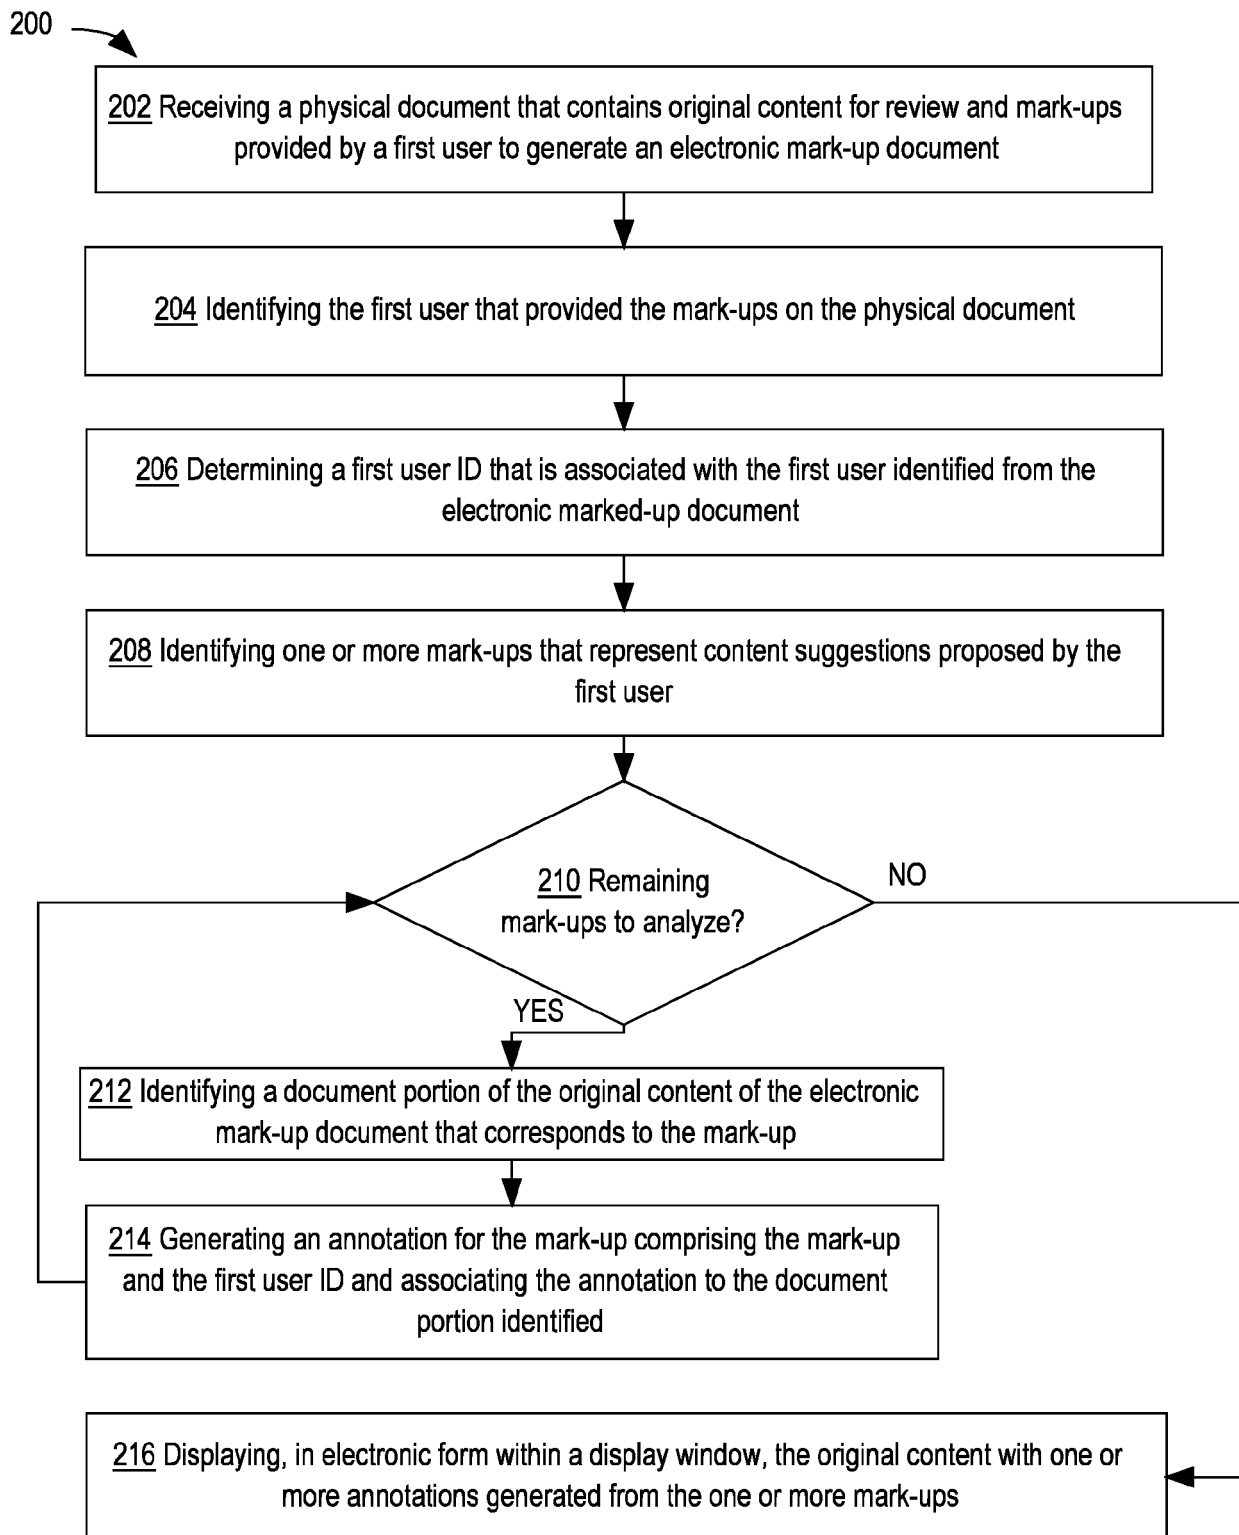 200
202 Receiving a physical document that contains original content for review and mark-ups
provided by a first user to generate an electronic mark-up document
204 Identifying the first user that provided the mark-ups on the physical document
206 Determining a first user ID that is associated with the first user identified from the
electronic marked-up document
208 Identifying one or more mark-ups that represent content suggestions proposed by the
first user
210 Remaining
mark-ups to analyze?
NO
YES
212 Identifying a document portion of the original content of the electronic
mark-up document that corresponds to the mark-up
214 Generating an annotation for the mark-up comprising the mark-up
and the first user ID and associating the annotation to the document
portion identified
216 Displaying, in electronic form within a display window, the original content with one or
more annotations generated from the one or more mark-ups